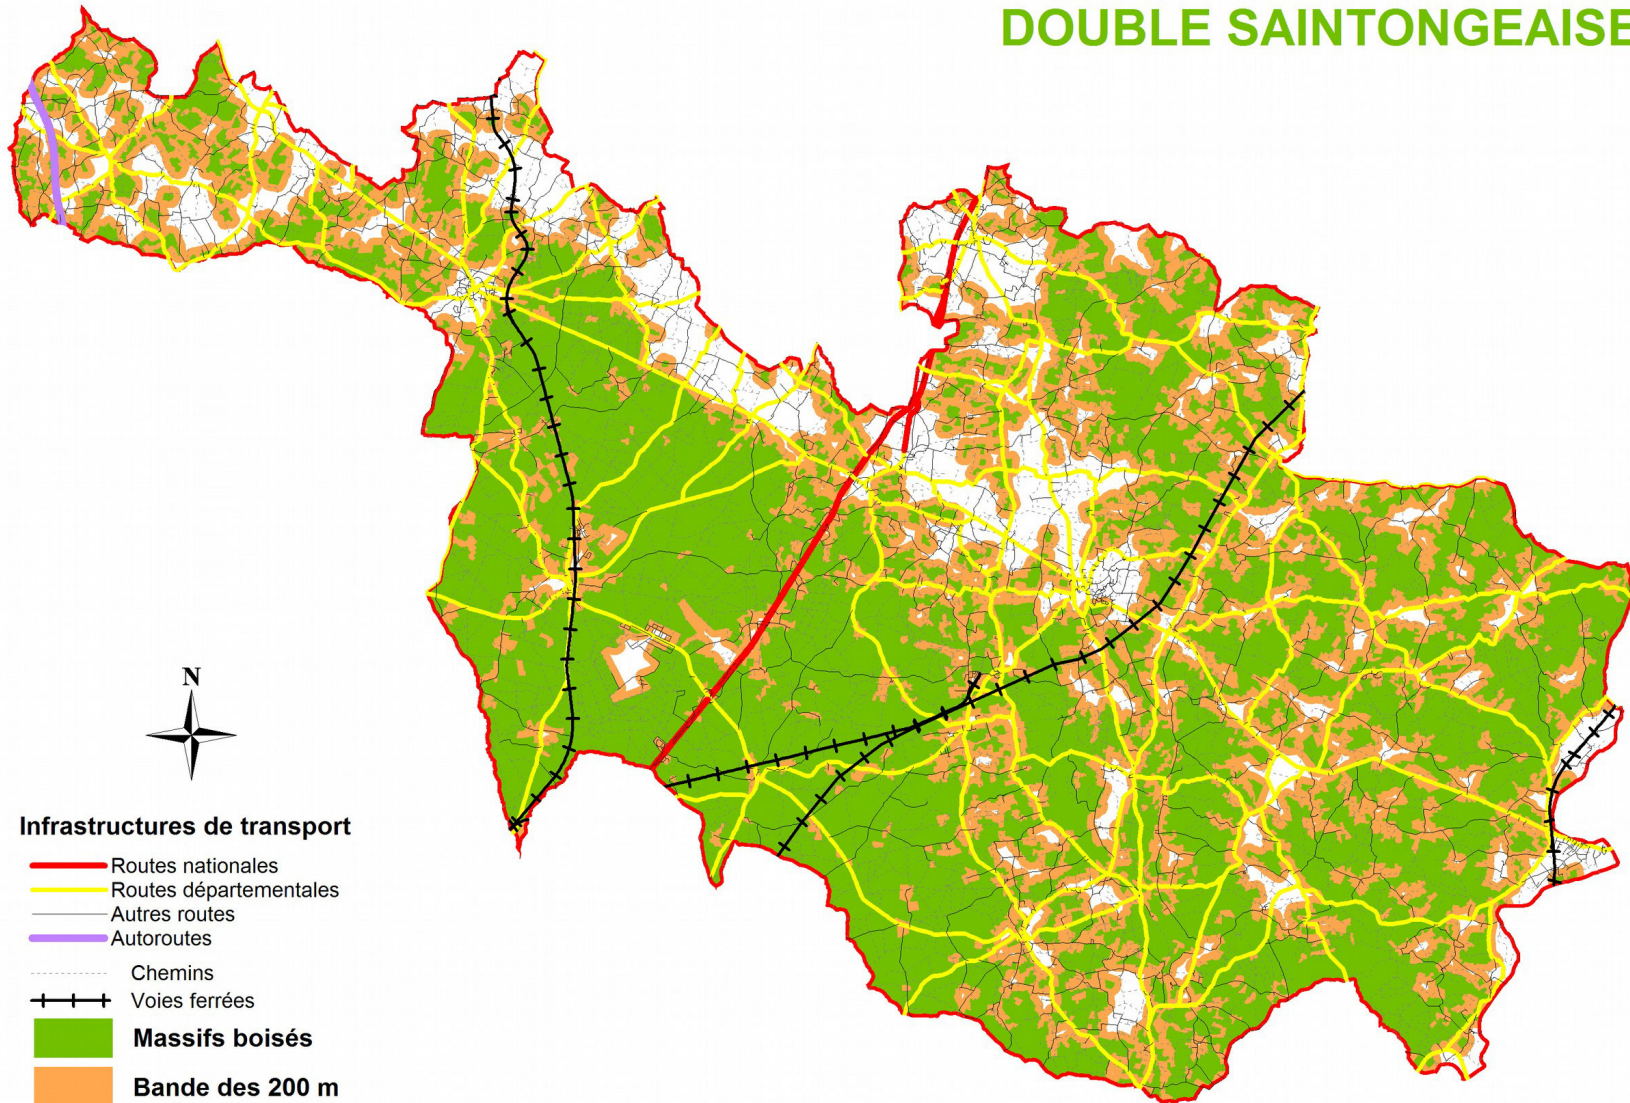 DOUBLE SAINTONGEAISE
N
Infrastructures de transport
Routes nationales
Routes départementales
Autres routes
Autoroutes
Chemins
Voies ferrées
Massifs boisés
Bande des 200 m